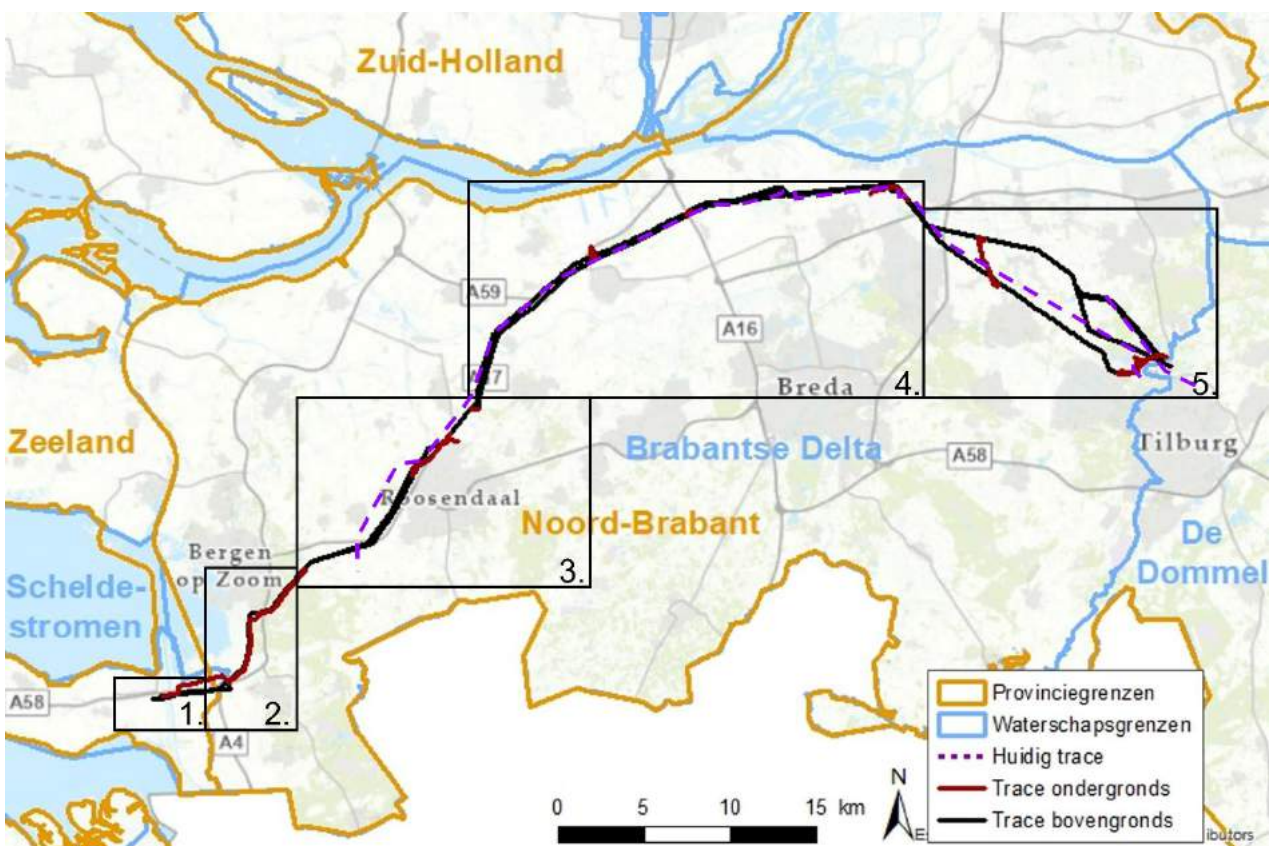 Zuid-Holland
A59
A16
Breda
4.
5.
Zeeland
Brabantse Delta
A58
Tilburg
Roosendaal
Noord-Brabant
Bergen
op Zoom
3.
De
Dommel
Schelde-
stromen
A58
1.
2.
A4
Provinciegrenzen
Waterschapsgrenzen
Huidig trace
Trace ondergronds
Trace bovengronds
N
0 5 10 15 km